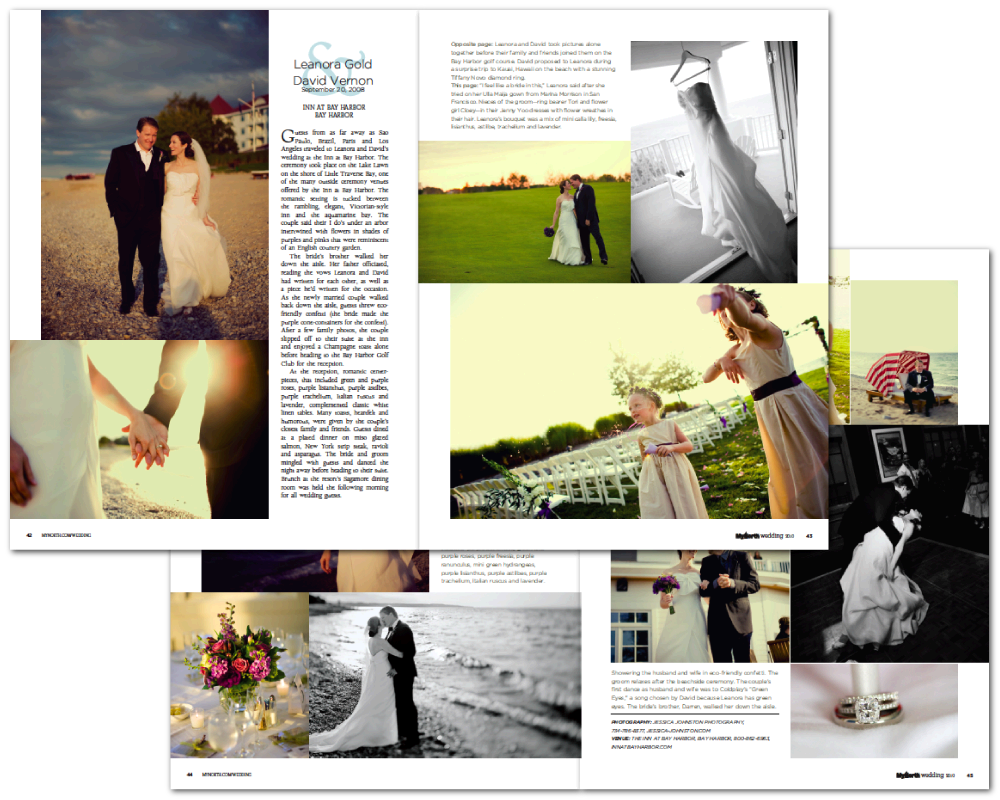 &
Leanora Gold
David Vernon
September 20, 2008
INN AT BAY HARBOR
BAY HARBOR
Guests from as far away as Sao
Paulo, Brazil, Paris and Los
Angeles traveled to Leanora and David's
wedding at the Inn at Bay Harbor. The
ceremony took place on the Lake Lawn
on the shore of Little Traverse Bay, one
of the many outside ceremony venues
offered by the Inn at Bay Harbor. The
romantic setting is tucked between
the rambling, elegant, Victorian-style
inn and the aquamarine bay. The
couple said their I do's under an arbor
intertwined with flowers in shades of
purples and pinks that were reminiscent
of an English country garden.
The bride's brother walked her
down the aisle. Her father officiated,
reading the vows Leanora and David
had written for each other, as well as
a piece he'd written for the occasion.
As the newly married couple walked
back down the aisle, guests threw eco-
friendly confetti (the bride made the
purple cone-containers for the confetti).
After a few family photos, the couple
slipped off to their suite at the inn
and enjoyed a Champagne toast alone
before heading to the Bay Harbor Golf
Club for the reception.
At the reception, romantic center-
pieces, that included green and purple
roses, purple lisianthus, purple astilbes,
purple trachelium, Italian ruscus and
lavender, complemented classic white
linen tables. Many toasts, heartfelt and
humorous, were given by the couple's
closest family and friends. Guests dined
at a plated dinner on miso glazed
salmon, New York strip steak, ravioli
and asparagus. The bride and groom
mingled with guests and danced the
night away before heading to their suite.
Brunch at the resort's Sagamore dining
room was held the following morning
for all wedding guests.
42 MYNORTH.COM/WEDDING
Opposite page: Leanora and David took pictures alone
together before their family and friends joined them on the
Bay Harbor golf course. David proposed to Leanora during
a surprise trip to Kauai, Hawaii on the beach with a stunning
Tiffany Novo diamond ring.
This page: "I feel like a bride in this," Leanora said after she
tried on her Ulla Maija gown from Marina Morrison in San
Francisco. Nieces of the groom—ring bearer Tori and flower
girl Cicey—in their Jenny Yoo dresses with flower wreaths in
their hair. Leanora's bouquet was a mix of mini calla lily, freesia,
lisianthus, astilbe, trachelium and lavender.
MyNorth wedding 2010 43
purple roses, purple freesia, purple
renunculus, mini green hydrangeas,
purple lisianthus, purple astilbes, purple
trachelium, Italian ruscus and lavender.
44 MYNORTH.COM/WEDDING
Showering the husband and wife in eco-friendly confetti. The
groom relaxes after the beachside ceremony. The couple's
first dance as husband and wife was to Coldplay's "Green
Eyes," a song chosen by David because Leanora has green
eyes. The bride's brother, Darren, walked her down the aisle.
PHOTOGRAPHY: JESSICA JOHNSTON PHOTOGRAPHY,
JESSICA-JOHNSTON.COM
VENUE: THE INN AT BAY HARBOR, BAY HARBOR,
INNATBAYHARBOR.COM
MyNorth wedding 2010 45